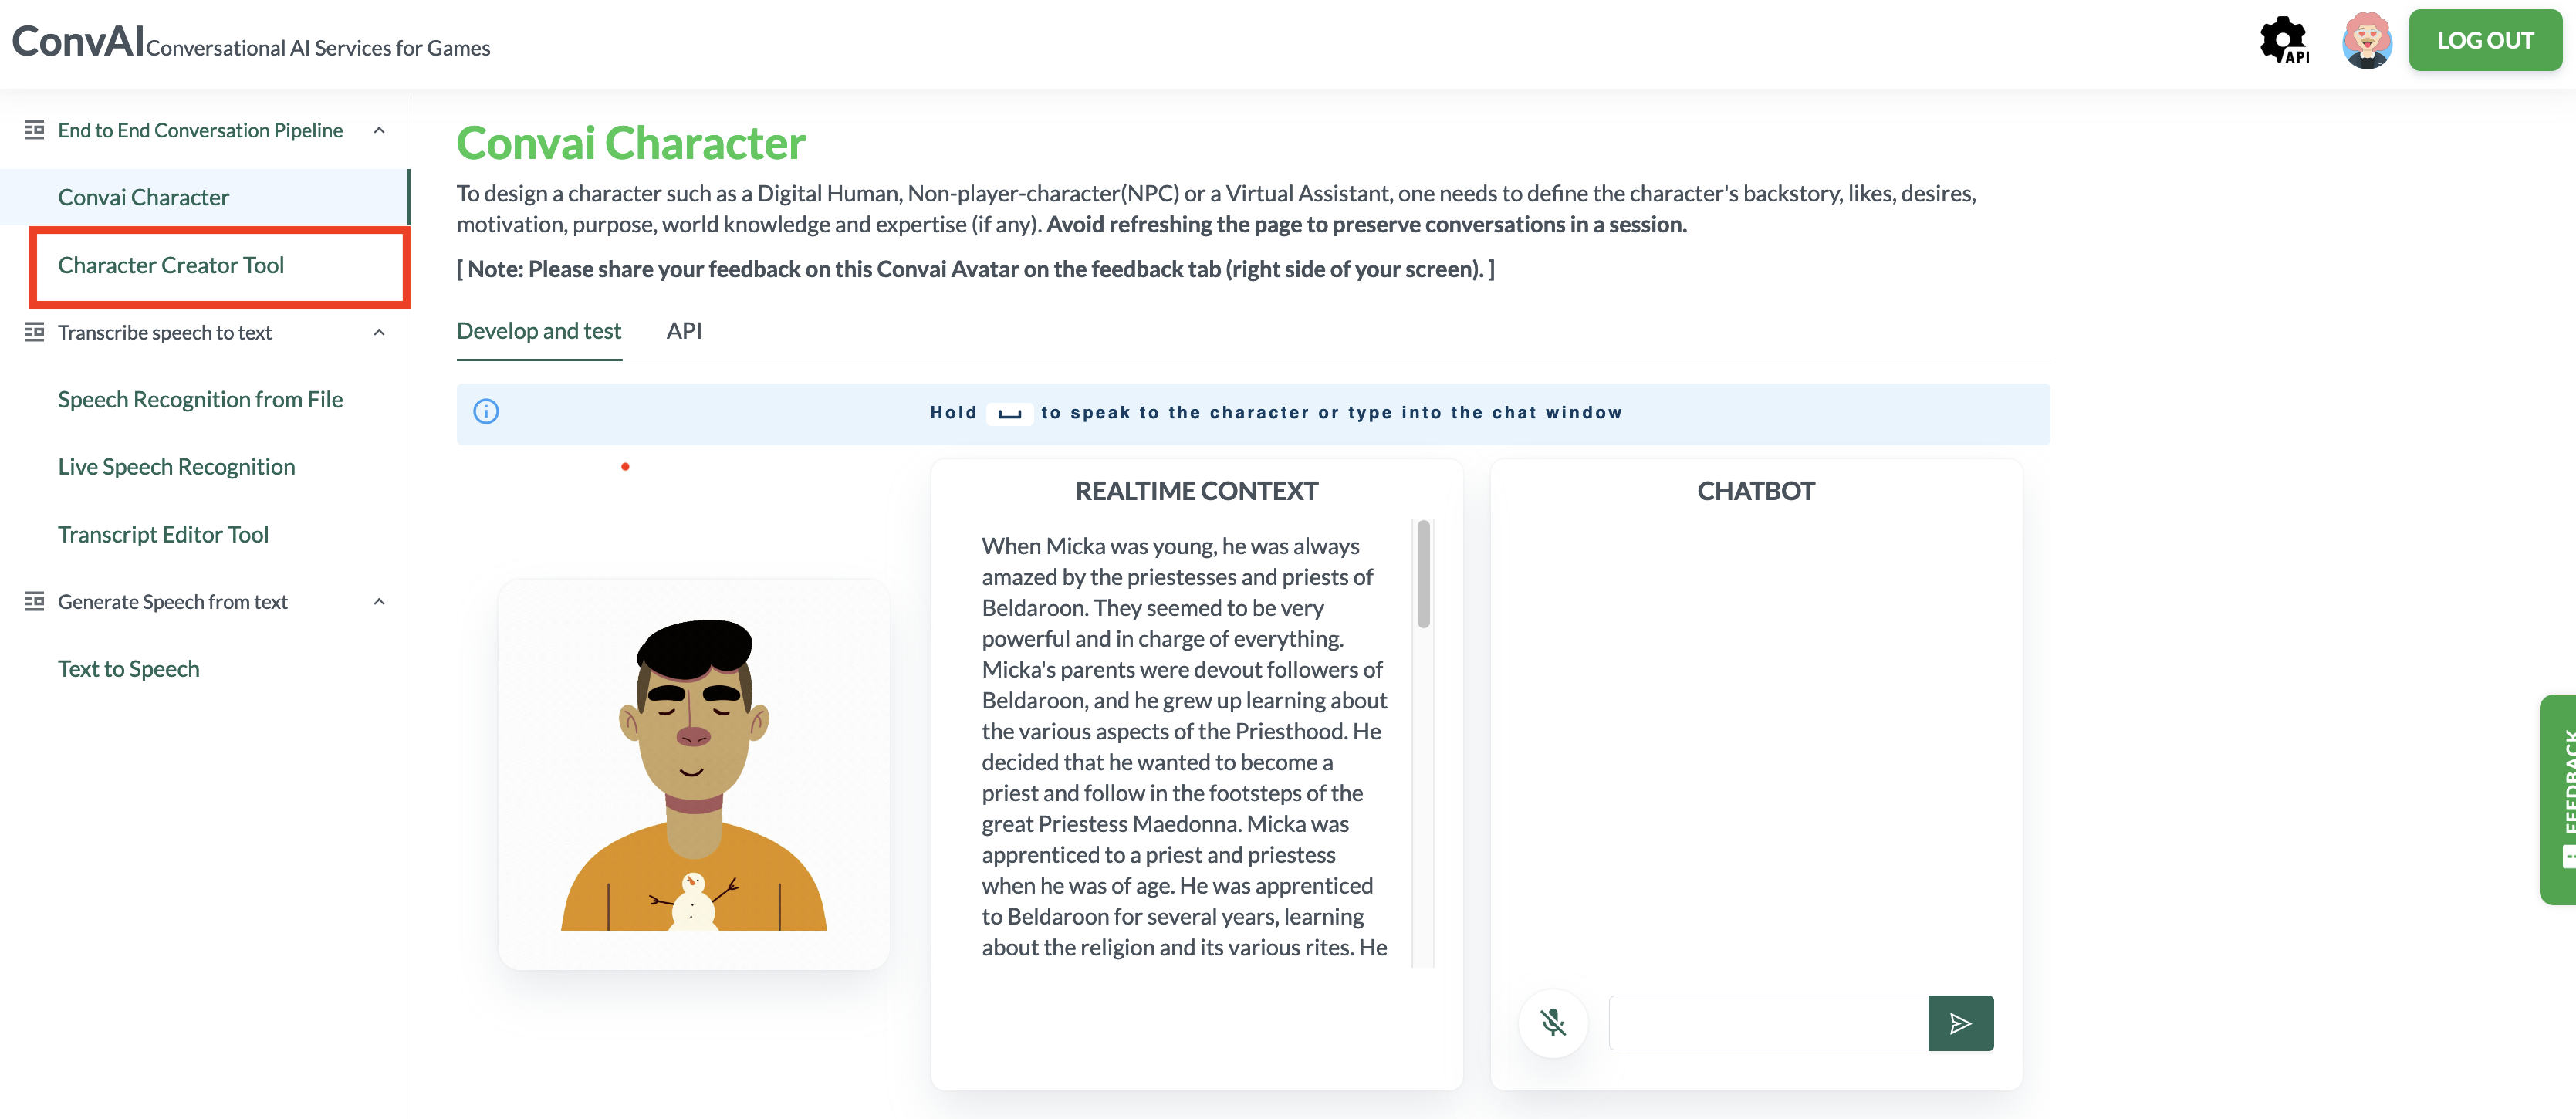 ConvAI Conversational AI Services for Games
API
LOG OUT
End to End Conversation Pipeline
Convai Character
Character Creator Tool
Transcribe speech to text
Speech Recognition from File
Live Speech Recognition
Transcript Editor Tool
Generate Speech from text
Text to Speech
Convai Character
To design a character such as a Digital Human, Non-player-character(NPC) or a Virtual Assistant, one needs to define the character's backstory, likes, desires,
motivation, purpose, world knowledge and expertise (if any). Avoid refreshing the page to preserve conversations in a session.
[ Note: Please share your feedback on this Convai Avatar on the feedback tab (right side of your screen). ]
Develop and test
API
Hold to speak to the character or type into the chat window
REALTIME CONTEXT
When Micka was young, he was always
amazed by the priestesses and priests of
Beldaroon. They seemed to be very
powerful and in charge of everything.
Micka's parents were devout followers of
Beldaroon, and he grew up learning about
the various aspects of the Priesthood. He
decided that he wanted to become a
priest and follow in the footsteps of the
great Priestess Maedonna. Micka was
apprenticed to a priest and priestess
when he was of age. He was apprenticed
to Beldaroon for several years, learning
about the religion and its various rites. He
CHATBOT
FEEDBACK